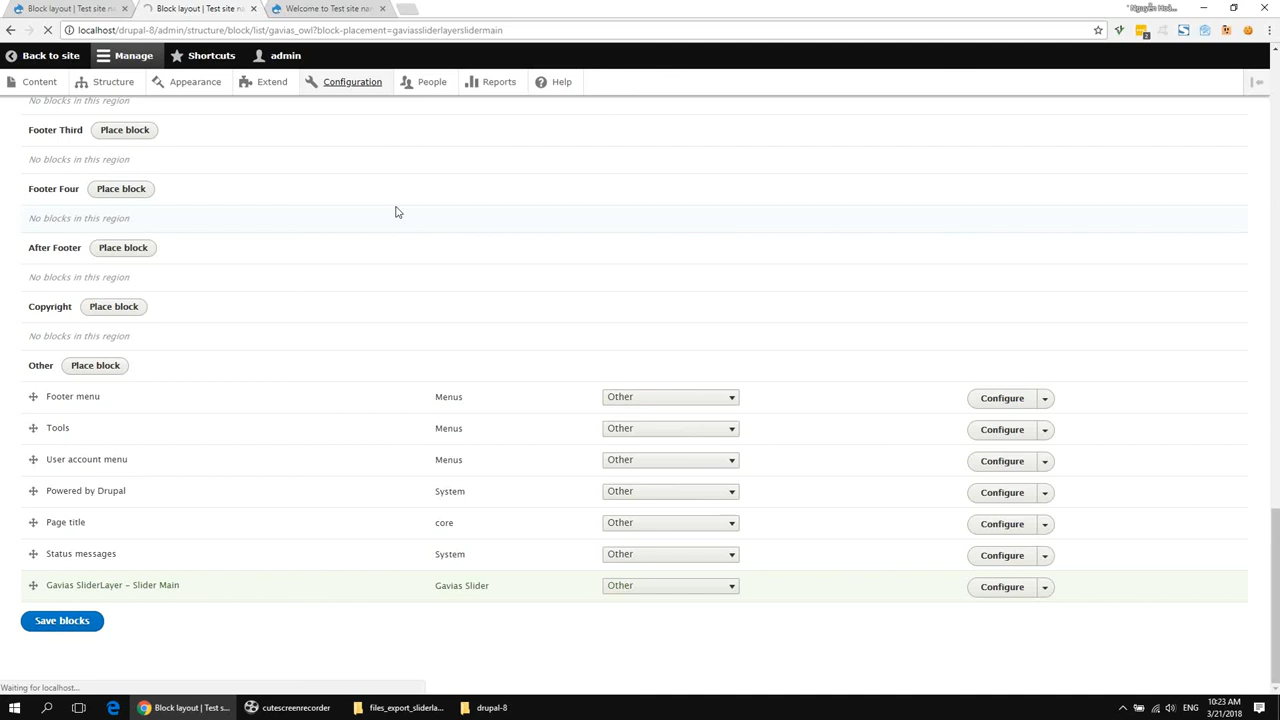 Block layout | Test site na
Block layout | Test site na
Welcome to Test site na
localhost/drupal-8/admin/structure/block/list/gavias_owl?block-placement=gaviassliderlayerslidermain
Back to site
Manage
Shortcuts
admin
Content
Structure
Appearance
Extend
Configuration
People
Reports
Help
No blocks in this region
Footer Third
Place block
No blocks in this region
Footer Four
Place block
No blocks in this region
After Footer
Place block
No blocks in this region
Copyright
Place block
No blocks in this region
Other
Place block
Footer menu
Menus
Other
Configure
Tools
Menus
Other
Configure
User account menu
Menus
Other
Configure
Powered by Drupal
System
Other
Configure
Page title
core
Other
Configure
Status messages
System
Other
Configure
Gavias SliderLayer - Slider Main
Gavias Slider
Other
Configure
Save blocks
Waiting for localhost...
Block layout | Test s...
cutescreenrecorder
files_export_sliderla...
drupal-8
ENG
10:23 AM
3/21/2018